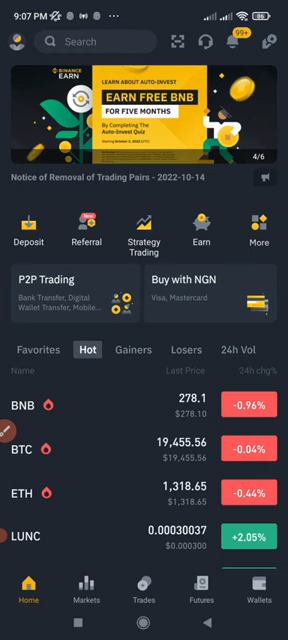 9:07 PM
86
Search
99+
BINANCE
EARN
LEARN ABOUT AUTO-INVEST
EARN FREE BNB
FOR FIVE MONTHS
By Completing The
Auto-Invest Quiz
4/6
Notice of Removal of Trading Pairs - 2022-10-14
New
Deposit
Referral
Strategy
Trading
Earn
More
P2P Trading
Bank Transfer, Digital
Wallet Transfer, Mobile...
Buy with NGN
Visa, Mastercard
Favorites Hot Gainers Losers 24h Vol
Name Last Price 24h chg%
BNB 278.1 -0.96%
$278.10
BTC 19,455.56 -0.04%
$19,455.56
ETH 1,318.65 -0.44%
$1,318.65
LUNC 0.00030037 +2.05%
$0.000300
Home Markets Trades Futures Wallets